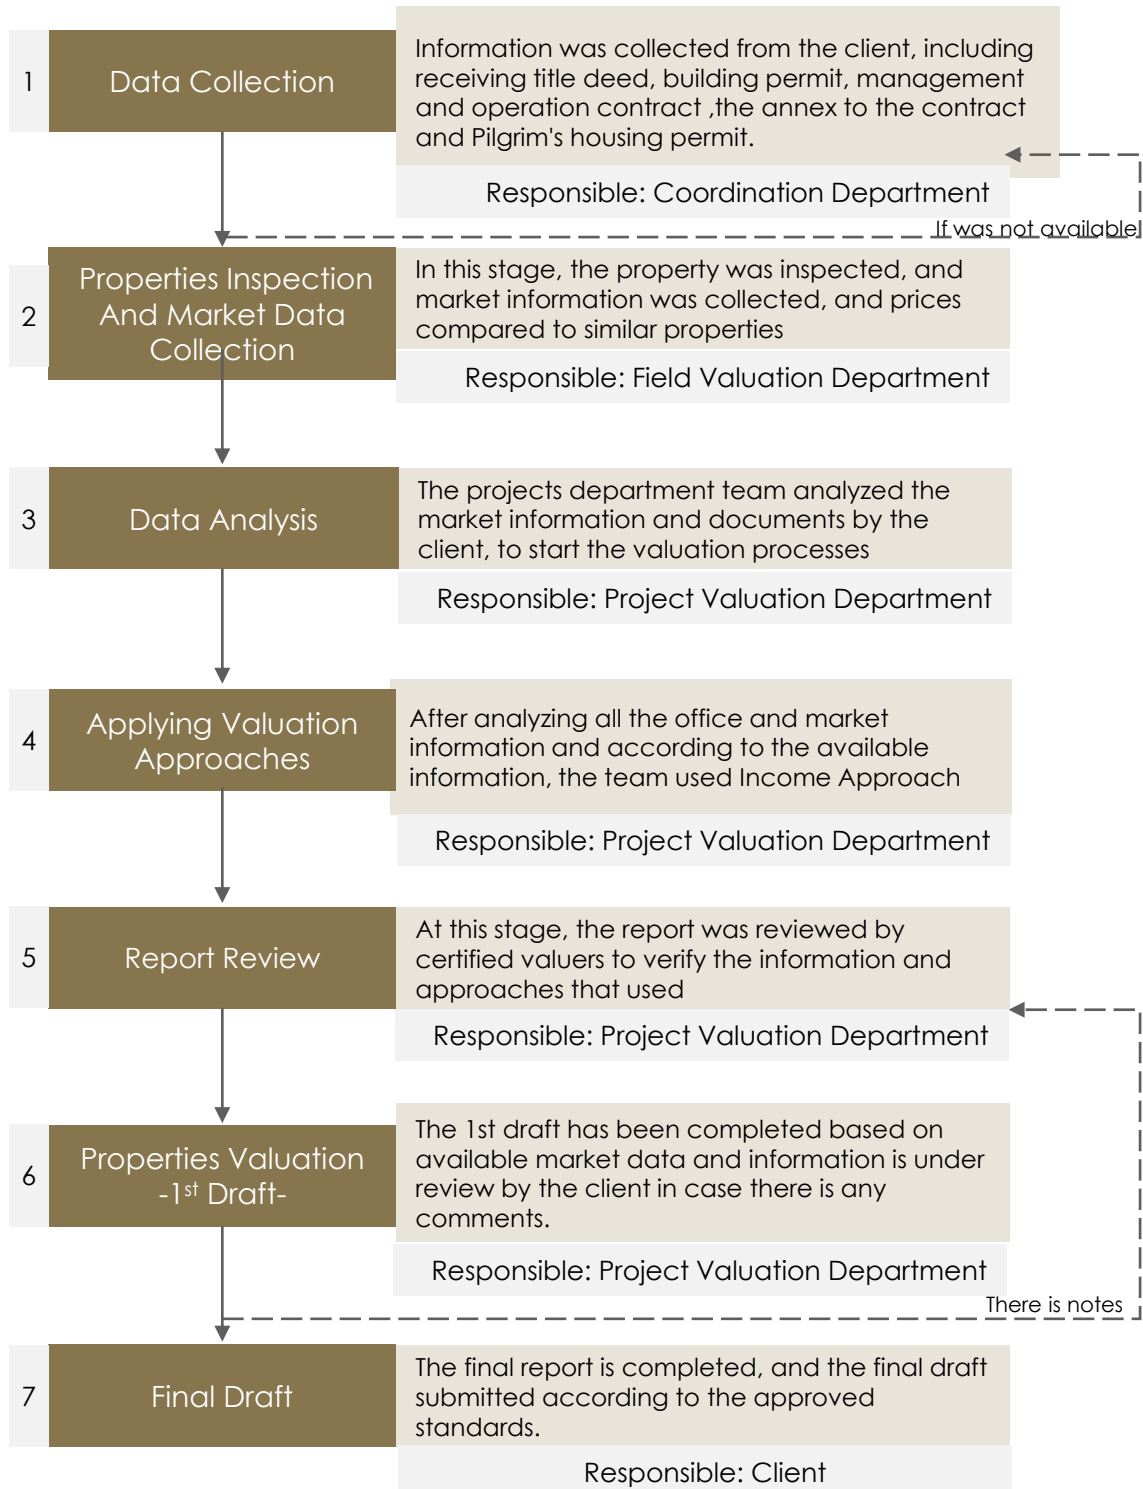 1
Data Collection
Information was collected from the client, including
receiving title deed, building permit, management
and operation contract ,the annex to the contract
and Pilgrim's housing permit.
Responsible: Coordination Department
If was not available
2
Properties Inspection
And Market Data
Collection
In this stage, the property was inspected, and
market information was collected, and prices
compared to similar properties
Responsible: Field Valuation Department
3
Data Analysis
The projects department team analyzed the
market information and documents by the
client, to start the valuation processes
Responsible: Project Valuation Department
4
Applying Valuation
Approaches
After analyzing all the office and market
information and according to the available
information, the team used Income Approach
Responsible: Project Valuation Department
5
Report Review
At this stage, the report was reviewed by
certified valuers to verify the information and
approaches that used
Responsible: Project Valuation Department
6
Properties Valuation
-1st Draft-
The 1st draft has been completed based on
available market data and information is under
review by the client in case there is any
comments.
Responsible: Project Valuation Department
There is notes
7
Final Draft
The final report is completed, and the final draft
submitted according to the approved
standards.
Responsible: Client